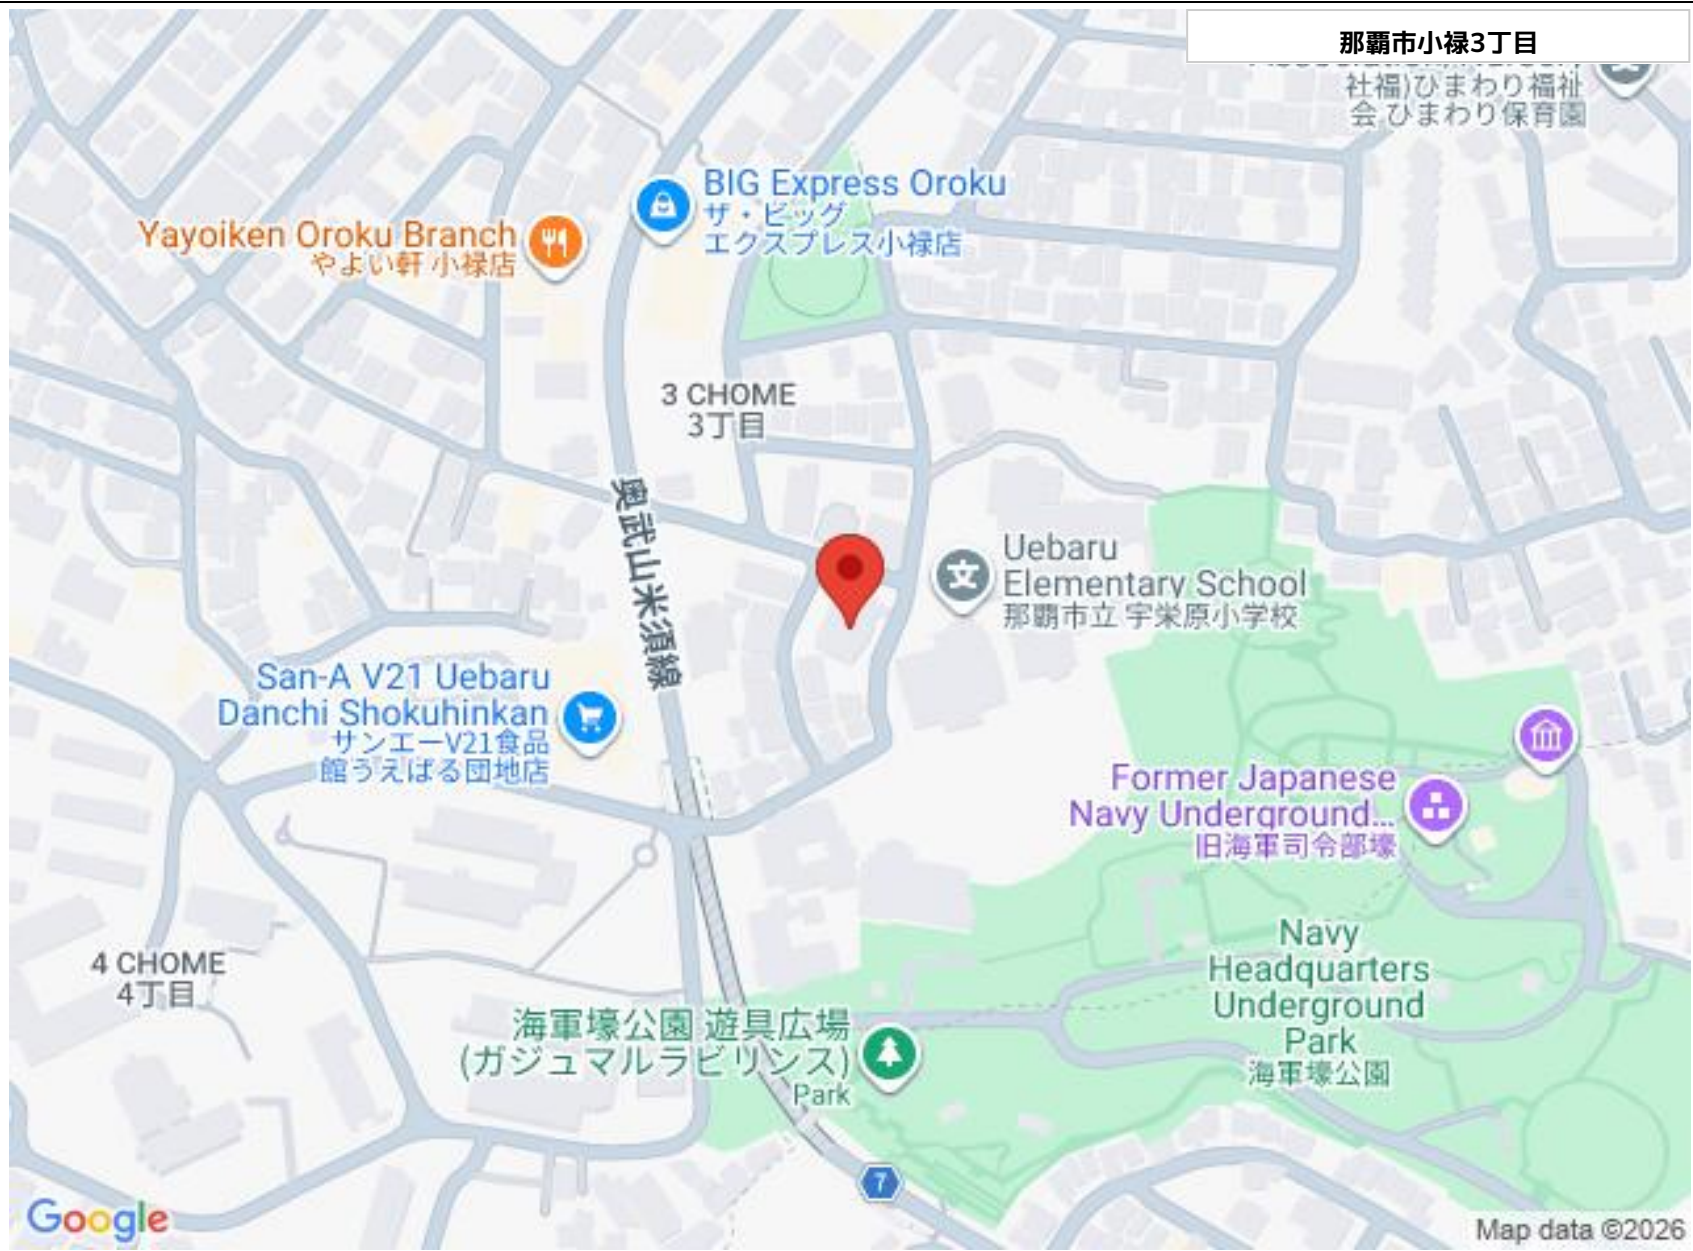 那覇市小禄3丁目
社福)ひまわり福祉
会 ひまわり保育園
BIG Express Oroku
ザ・ビッグ
エクスプレス小禄店
Yayoiken Oroku Branch
やよい軒 小禄店
3 CHOME
3丁目
奥武山米須線
Uebaru
Elementary School
那覇市立 宇栄原小学校
San-A V21 Uebaru
Danchi Shokuhinkan
サンエーV21食品
館うえばる団地店
Former Japanese
Navy Underground...
旧海軍司令部壕
Navy
Headquarters
Underground
Park
海軍壕公園
4 CHOME
4丁目
海軍壕公園 遊具広場
(ガジュマルラビリンス)
Park
7
Google
Map data ©2026